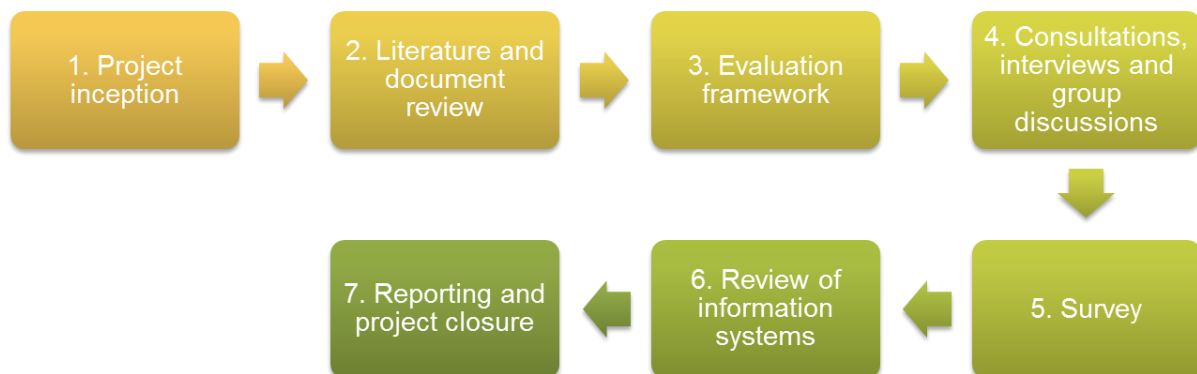 1. Project
inception
2. Literature and
document
review
3. Evaluation
framework
4. Consultations,
interviews and
group
discussions
5. Survey
6. Review of
information
systems
7. Reporting and
project closure